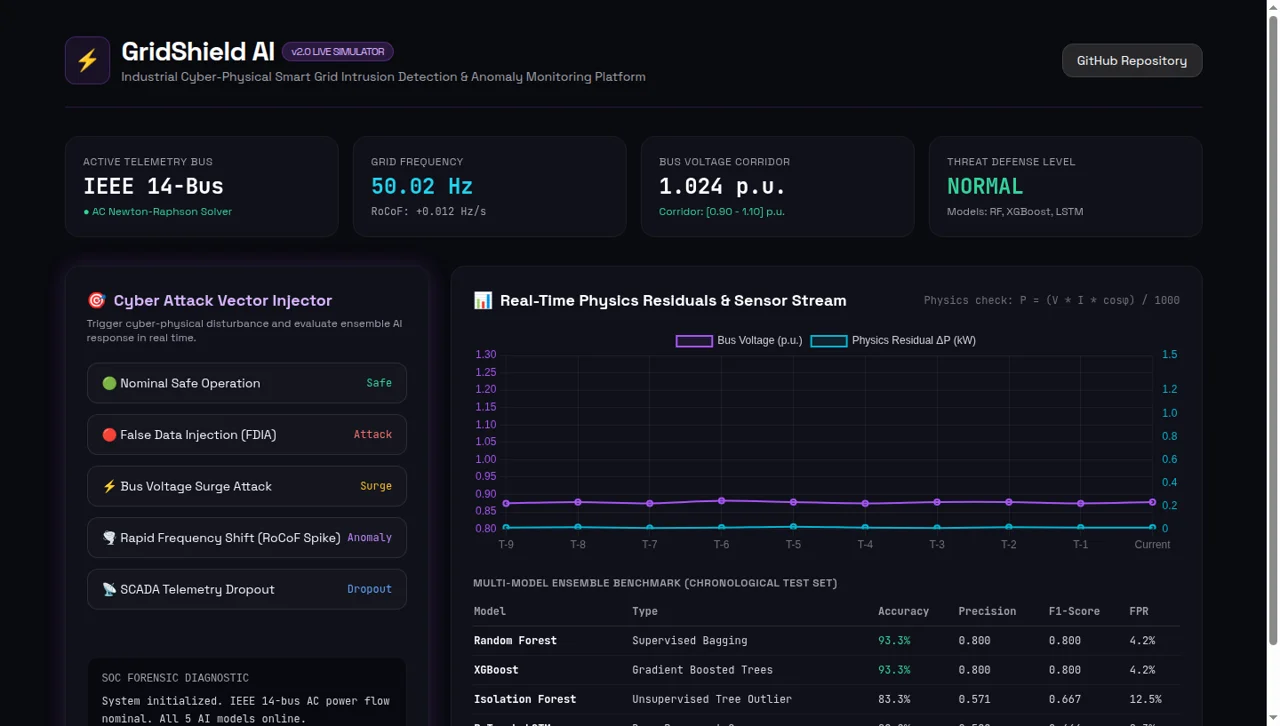 GridShield AI
v2.0 LIVE SIMULATOR
Industrial Cyber-Physical Smart Grid Intrusion Detection & Anomaly Monitoring Platform
GitHub Repository
ACTIVE TELEMETRY BUS
IEEE 14-Bus
● AC Newton-Raphson Solver
GRID FREQUENCY
50.02 Hz
RoCoF: +0.012 Hz/s
BUS VOLTAGE CORRIDOR
1.024 p.u.
Corridor: [0.90 - 1.10] p.u.
THREAT DEFENSE LEVEL
NORMAL
Models: RF, XGBoost, LSTM
🎯 Cyber Attack Vector Injector
Trigger cyber-physical disturbance and evaluate ensemble AI
response in real time.
🟢 Nominal Safe Operation Safe
🔴 False Data Injection (FDIA) Attack
⚡ Bus Voltage Surge Attack Surge
🌪️ Rapid Frequency Shift (RoCoF Spike) Anomaly
📡 SCADA Telemetry Dropout Dropout
SOC FORENSIC DIAGNOSTIC
System initialized. IEEE 14-bus AC power flow
nominal. All 5 AI models online.
📊 Real-Time Physics Residuals & Sensor Stream
Physics check: P = (V * I * cosφ) / 1000
Bus Voltage (p.u.) Physics Residual ΔP (kW)
1.30
1.25
1.20
1.15
1.10
1.05
1.00
0.95
0.90
0.85
0.80
1.5
1.2
1.0
0.8
0.6
0.4
0.2
0
T-9 T-8 T-7 T-6 T-5 T-4 T-3 T-2 T-1 Current
MULTI-MODEL ENSEMBLE BENCHMARK (CHRONOLOGICAL TEST SET)
Model Type Accuracy Precision F1-Score FPR
Random Forest Supervised Bagging 93.3% 0.800 0.800 4.2%
XGBoost Gradient Boosted Trees 93.3% 0.800 0.800 4.2%
Isolation Forest Unsupervised Tree Outlier 83.3% 0.571 0.667 12.5%